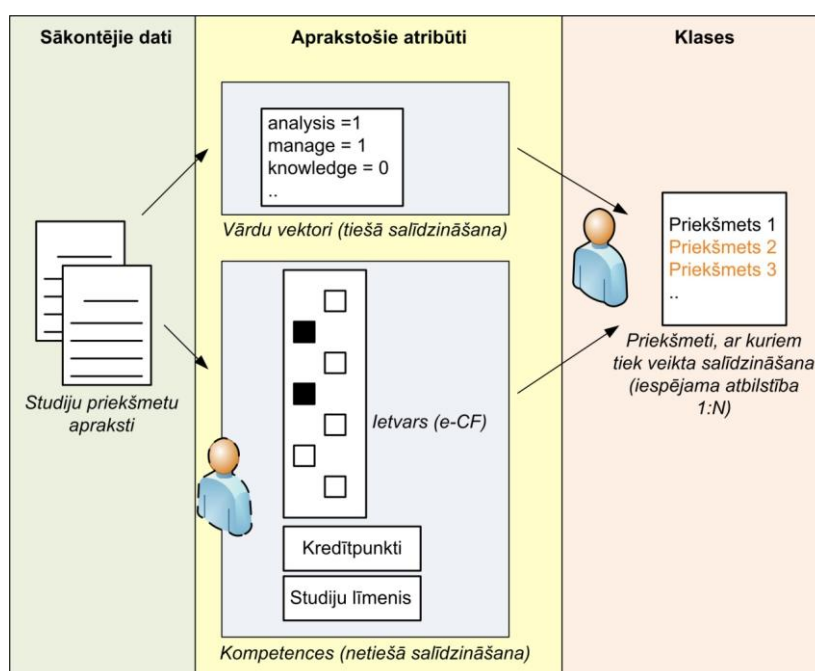 Sākontējie dati
Aprakstošie atribūti
Klases
analysis =1
manage = 1
knowledge = 0
..
Vārdu vektori (tiešā salīdzināšana)
Studiju priekšmetu
apraksti
Ietvars (e-CF)
Kredītpunkti
Studiju līmenis
Kompetences (netiešā salīdzināšana)
Priekšmets 1
Priekšmets 2
Priekšmets 3
..
Priekšmeti, ar kuriem
tiek veikta salīdzināšana
(iespējama atbilstība
1:N)